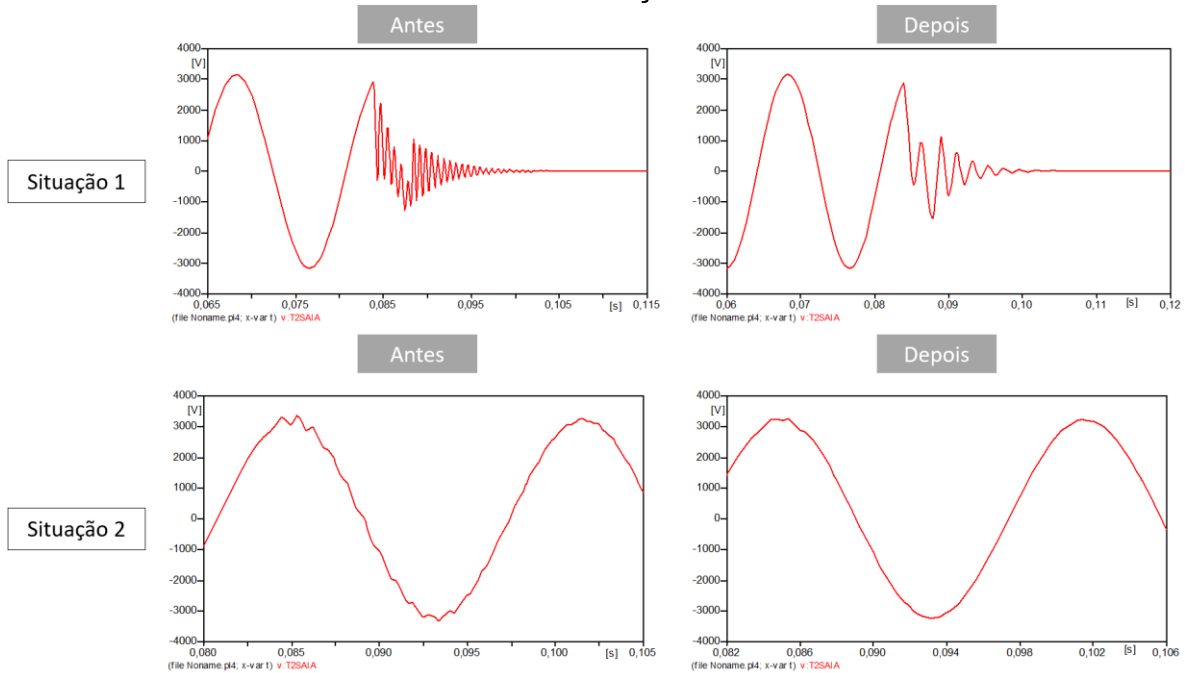 Antes
Depois
Situação 1
4000
[V]
3000
2000
1000
0
-1000
-2000
-3000
-4000
0,065 0,075 0,085 0,095 0,105 [s] 0,115
(file Noname.pl4; x-var t) v:T2SAIA
4000
[V]
3000
2000
1000
0
-1000
-2000
-3000
-4000
0,06 0,07 0,08 0,09 0,10 0,11 [s] 0,12
(file Noname.pl4; x-var t) v:T2SAIA
Antes
Depois
Situação 2
4000
[V]
3000
2000
1000
0
-1000
-2000
-3000
-4000
0,080 0,085 0,090 0,095 0,100 [s] 0,105
(file Noname.pl4; x-var t) v:T2SAIA
4000
[V]
3000
2000
1000
0
-1000
-2000
-3000
-4000
0,082 0,086 0,090 0,094 0,098 0,102 [s] 0,106
(file Noname.pl4; x-var t) v:T2SAIA